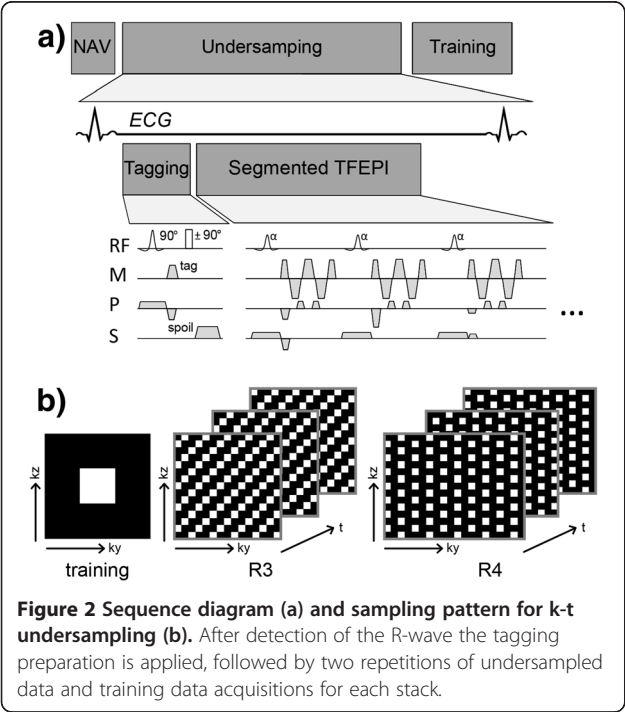 a)
NAV Undersamping Training
ECG
Tagging Segmented TFEPI
RF 90° ± 90° α α α
M tag
P ...
S spoil
b)
kz kz kz
ky ky t ky t
training R3 R4
Figure 2 Sequence diagram (a) and sampling pattern for k-t
undersampling (b). After detection of the R-wave the tagging
preparation is applied, followed by two repetitions of undersampled
data and training data acquisitions for each stack.